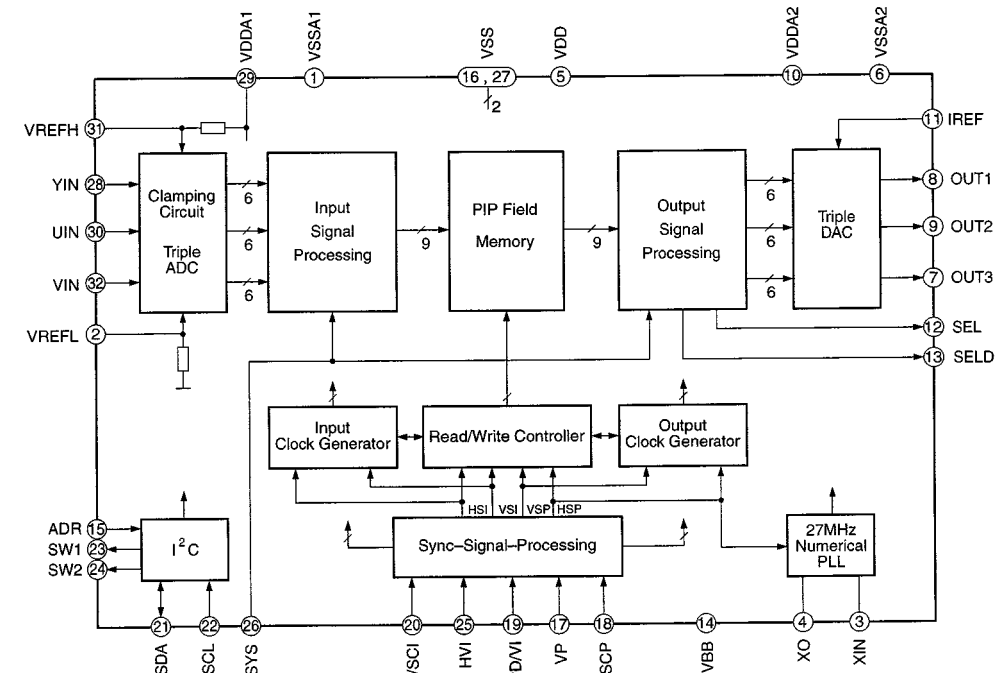 VDDA1
VSSA1
VSS
VDD
VDDA2
VSSA2
29
1
16 , 27
5
10
6
2
VREFH 31
11 IREF
YIN 28
UIN 30
VIN 32
VREFL 2
Clamping
Circuit
Triple
ADC
6
6
6
Input
Signal
Processing
9
PIP Field
Memory
9
Output
Signal
Processing
6
6
6
Triple
DAC
8 OUT1
9 OUT2
7 OUT3
12 SEL
13 SELD
Input
Clock Generator
Read/Write Controller
Output
Clock Generator
HSI VSI VSP HSP
ADR 15
SW1 23
SW2 24
I²C
Sync–Signal–Processing
27MHz
Numerical
PLL
21
22
26
20
25
19
17
18
14
4
3
SDA
SCL
SYS
/SCI
HVI
D/VI
VP
SCP
VBB
XO
XIN